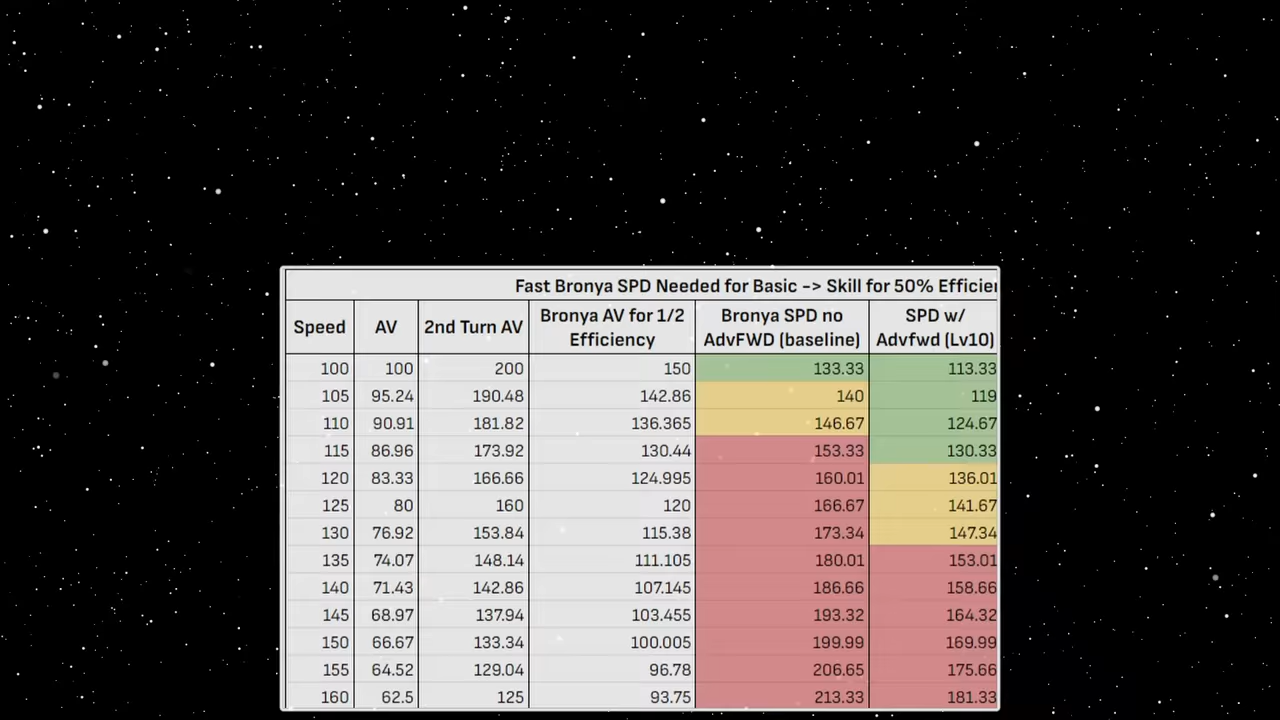 Fast Bronya SPD Needed for Basic -> Skill for 50%
Speed AV 2nd Turn AV Bronya AV for 1/2 Efficiency Bronya SPD no AdvFWD (baseline) SPD w/ Advfwd (Lv10)
100 100 200 150 133.33 113.33
105 95.24 190.48 142.86 140 119
110 90.91 181.82 136.365 146.67 124.67
115 86.96 173.92 130.44 153.33 130.33
120 83.33 166.66 124.995 160.01 136.01
125 80 160 120 166.67 141.67
130 76.92 153.84 115.38 173.34 147.34
135 74.07 148.14 111.105 180.01 153.01
140 71.43 142.86 107.145 186.66 158.66
145 68.97 137.94 103.455 193.32 164.32
150 66.67 133.34 100.005 199.99 169.99
155 64.52 129.04 96.78 206.65 175.66
160 62.5 125 93.75 213.33 181.33